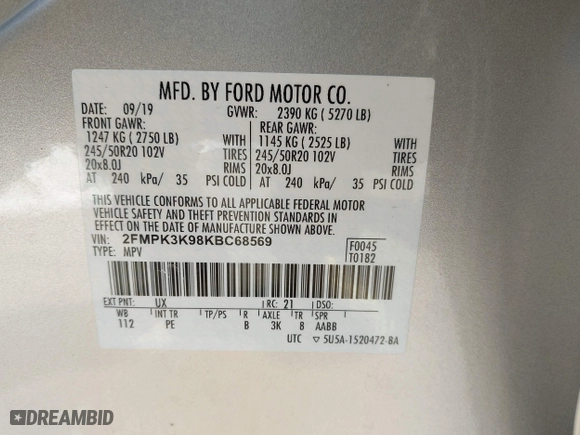 MFD. BY FORD MOTOR CO.
DATE: 09/19 GVWR: 2390 KG ( 5270 LB)
FRONT GAWR: REAR GAWR:
1247 KG ( 2750 LB) WITH 1145 KG ( 2525 LB) WITH
245/50R20 102V TIRES 245/50R20 102V TIRES
20x8.0J RIMS 20x8.0J RIMS
AT 240 kPa/ 35 PSI COLD AT 240 kPa/ 35 PSI COLD
THIS VEHICLE CONFORMS TO ALL APPLICABLE FEDERAL MOTOR
VEHICLE SAFETY AND THEFT PREVENTION STANDARDS IN
EFFECT ON THE DATE OF MANUFACTURE SHOWN ABOVE.
VIN: 2FMPK3K98KBC68569 F0045
TYPE: MPV T0182
EXT PNT: UX RC: 21 DSO:
WB INT TR TP/PS R AXLE TR SPR
112 PE B 3K 8 AABB
UTC ▽ 5U5A-1520472-BA
DREAMBID